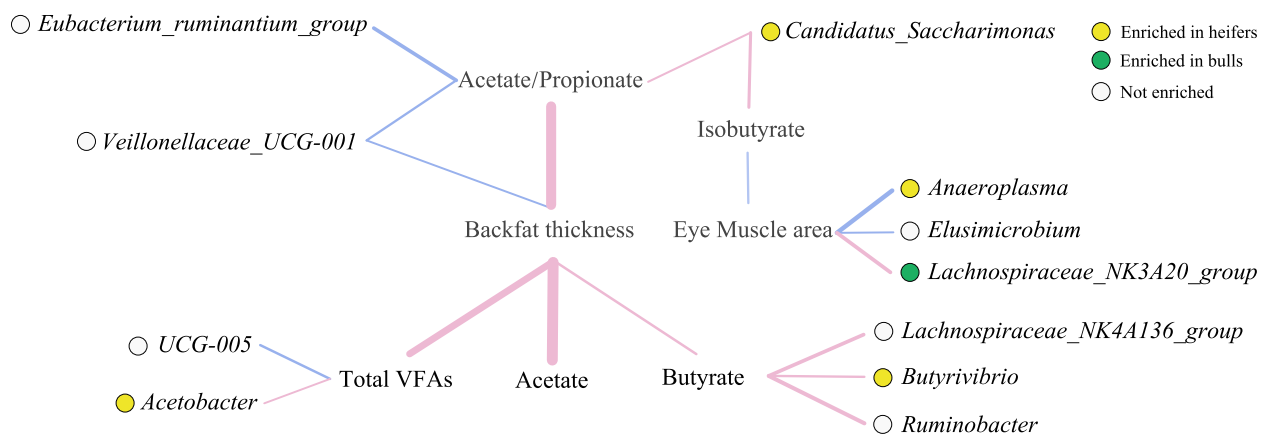 Eubacterium_ruminantium_group
Candidatus_Saccharimonas
Enriched in heifers
Enriched in bulls
Not enriched
Acetate/Propionate
Isobutyrate
Veillonellaceae_UCG-001
Anaeroplasma
Backfat thickness
Eye Muscle area
Elusimicrobium
Lachnospiraceae_NK3A20_group
Lachnospiraceae_NK4A136_group
UCG-005
Total VFAs
Acetate
Butyrate
Butyrivibrio
Acetobacter
Ruminobacter